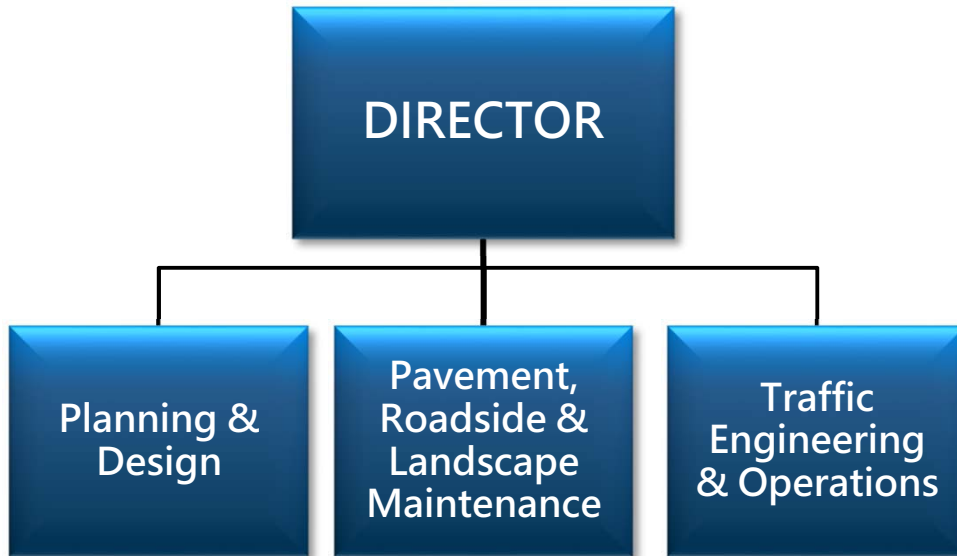 DIRECTOR
Planning &
Design
Pavement,
Roadside &
Landscape
Maintenance
Traffic
Engineering
& Operations